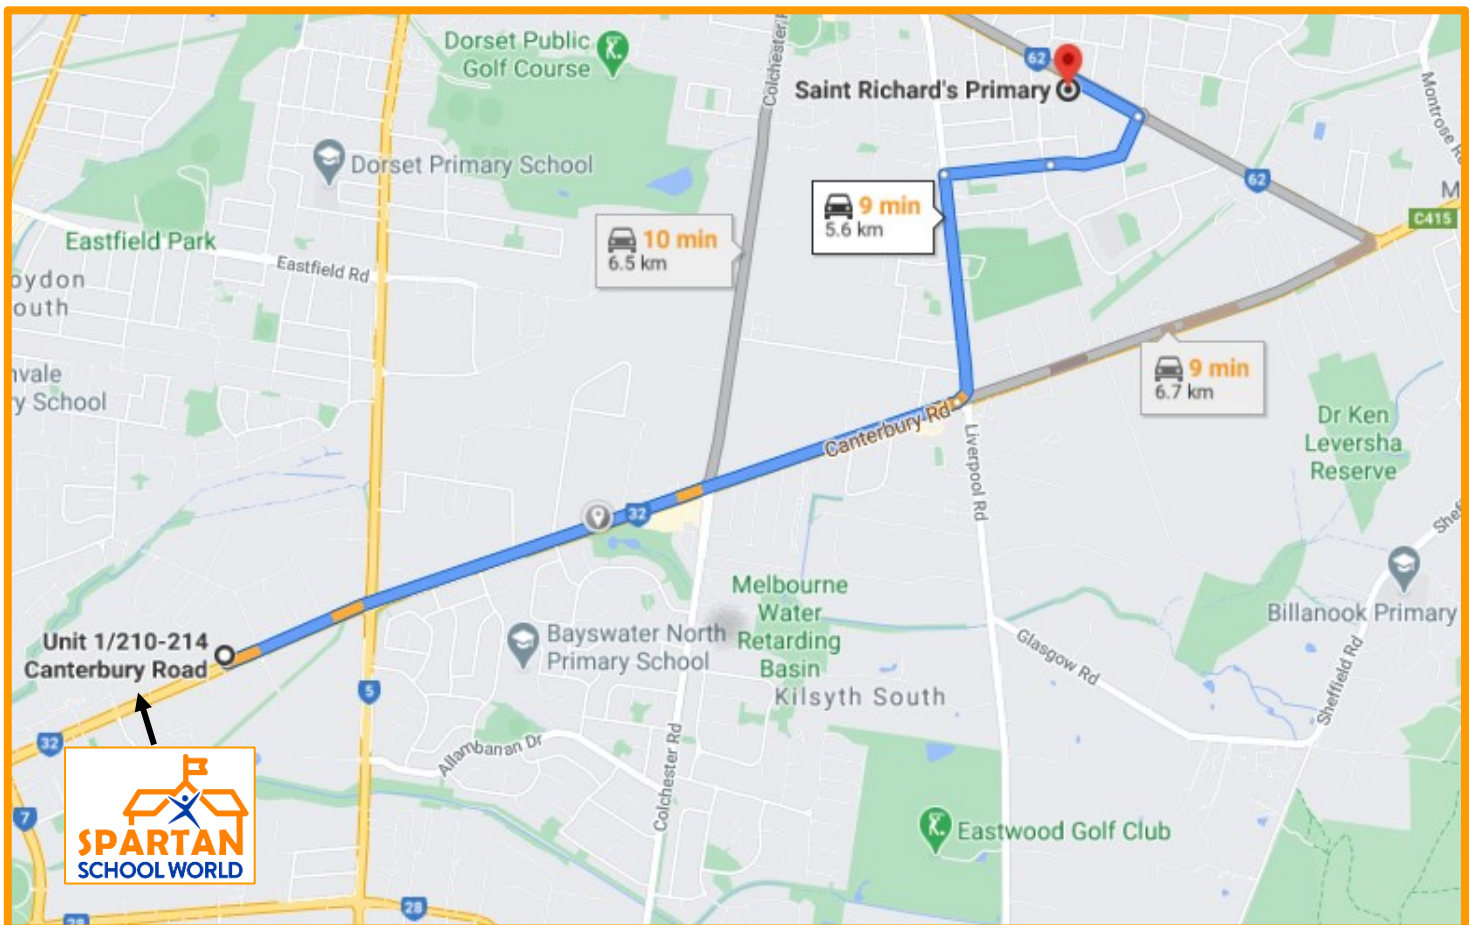 Dorset Public
Golf Course
Colchester
62
Saint Richard's Primary
Montrose
Dorset Primary School
62
M
C415
9 min
5.6 km
10 min
6.5 km
Eastfield Park
Eastfield Rd
oydon
outh
9 min
6.7 km
nvale
y School
Canterbury Rd
Dr Ken
Leversha
Reserve
Liverpool Rd
32
Shef
Melbourne
Water
Retarding
Basin
Billanook Primary
Unit 1/210-214
Canterbury Road
Bayswater North
Primary School
Glasgow Rd
Sheffield Rd
5
Kilsyth South
32
Allambanan Dr
Colchester Rd
7
SPARTAN
SCHOOL WORLD
Eastwood Golf Club
28
28